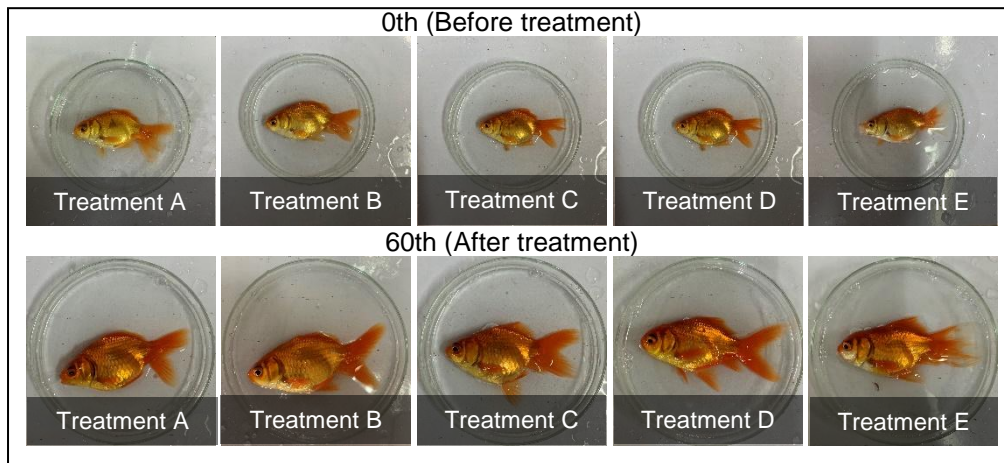 0th (Before treatment)
Treatment A
Treatment B
Treatment C
Treatment D
Treatment E
60th (After treatment)
Treatment A
Treatment B
Treatment C
Treatment D
Treatment E